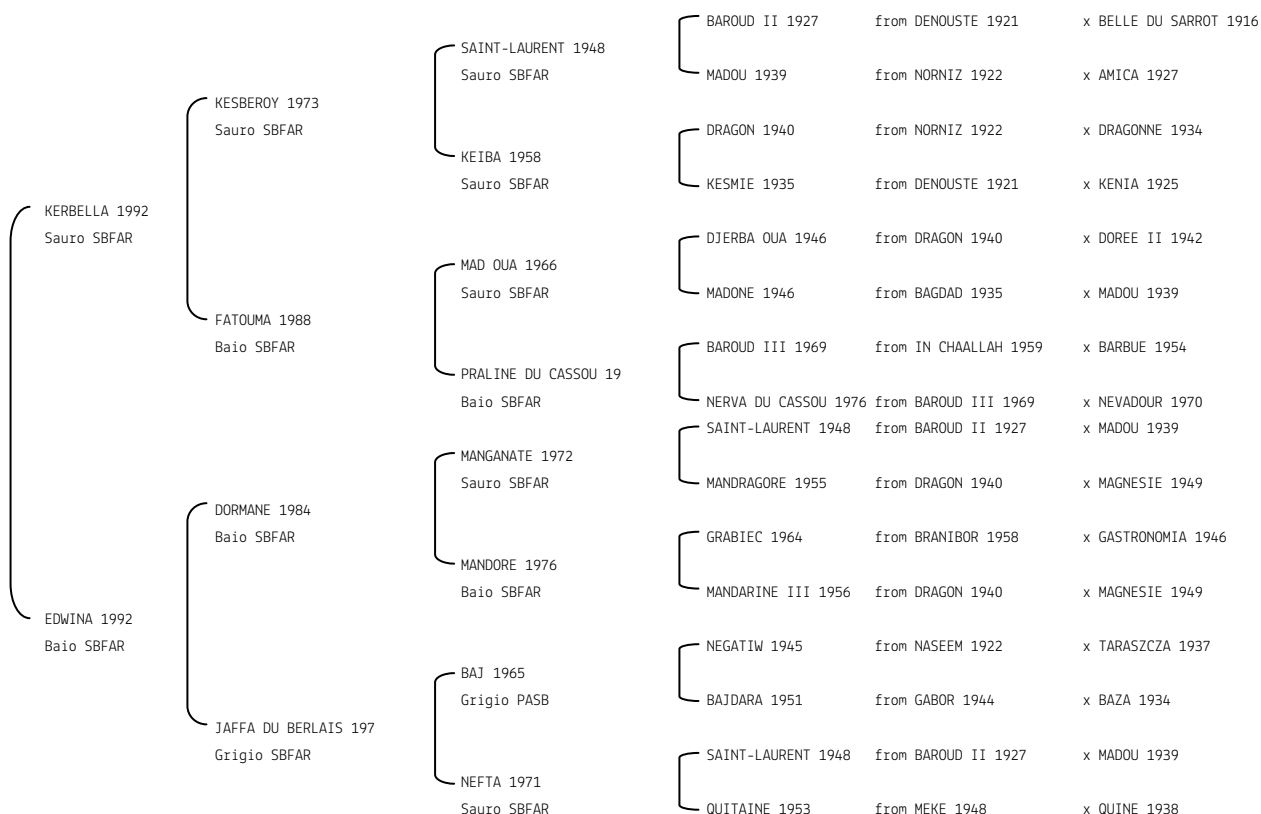 BAROUD II 1927 from DENOUSTE 1921 x BELLE DU SARROT 1916
SAINT-LAURENT 1948
Sauro SBFAR
MADOU 1939 from NORNIZ 1922 x AMICA 1927
KESBEROY 1973
Sauro SBFAR
DRAGON 1940 from NORNIZ 1922 x DRAGONNE 1934
KEIBA 1958
Sauro SBFAR
KESMIE 1935 from DENOUSTE 1921 x KENIA 1925
KERBELLA 1992
Sauro SBFAR
DJERBA OUA 1946 from DRAGON 1940 x DOREE II 1942
MAD OUA 1966
Sauro SBFAR
MADONE 1946 from BAGDAD 1935 x MADOU 1939
FATOUMA 1988
Baio SBFAR
BAROUD III 1969 from IN CHAALLAH 1959 x BARBUE 1954
PRALINE DU CASSOU 19
Baio SBFAR
NERVA DU CASSOU 1976 from BAROUD III 1969 x NEVADOUR 1970
SAINT-LAURENT 1948 from BAROUD II 1927 x MADOU 1939
MANGANATE 1972
Sauro SBFAR
MANDRAGORE 1955 from DRAGON 1940 x MAGNESIE 1949
DORMANE 1984
Baio SBFAR
GRABIEC 1964 from BRANIBOR 1958 x GASTRONOMIA 1946
MANDORE 1976
Baio SBFAR
MANDARINE III 1956 from DRAGON 1940 x MAGNESIE 1949
EDWINA 1992
Baio SBFAR
NEGATIW 1945 from NASEEM 1922 x TARASZCZA 1937
BAJ 1965
Grigio PASB
BAJDARA 1951 from GABOR 1944 x BAZA 1934
JAFFA DU BERLAIS 197
Grigio SBFAR
SAINT-LAURENT 1948 from BAROUD II 1927 x MADOU 1939
NEFTA 1971
Sauro SBFAR
QUITAINE 1953 from MEKE 1948 x QUINE 1938